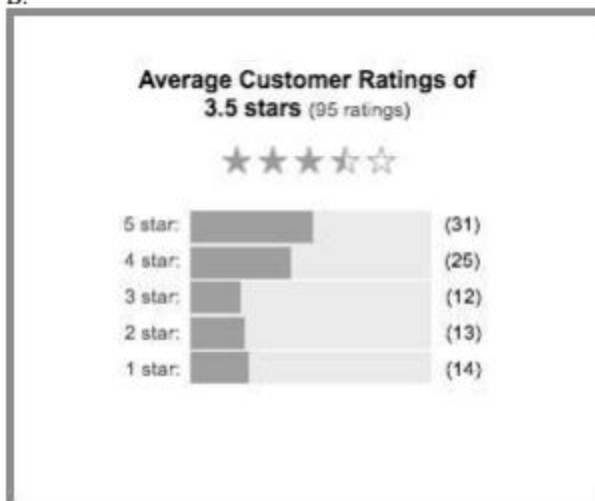 B.
Average Customer Ratings of
3.5 stars (95 ratings)
5 star: (31)
4 star: (25)
3 star: (12)
2 star: (13)
1 star: (14)